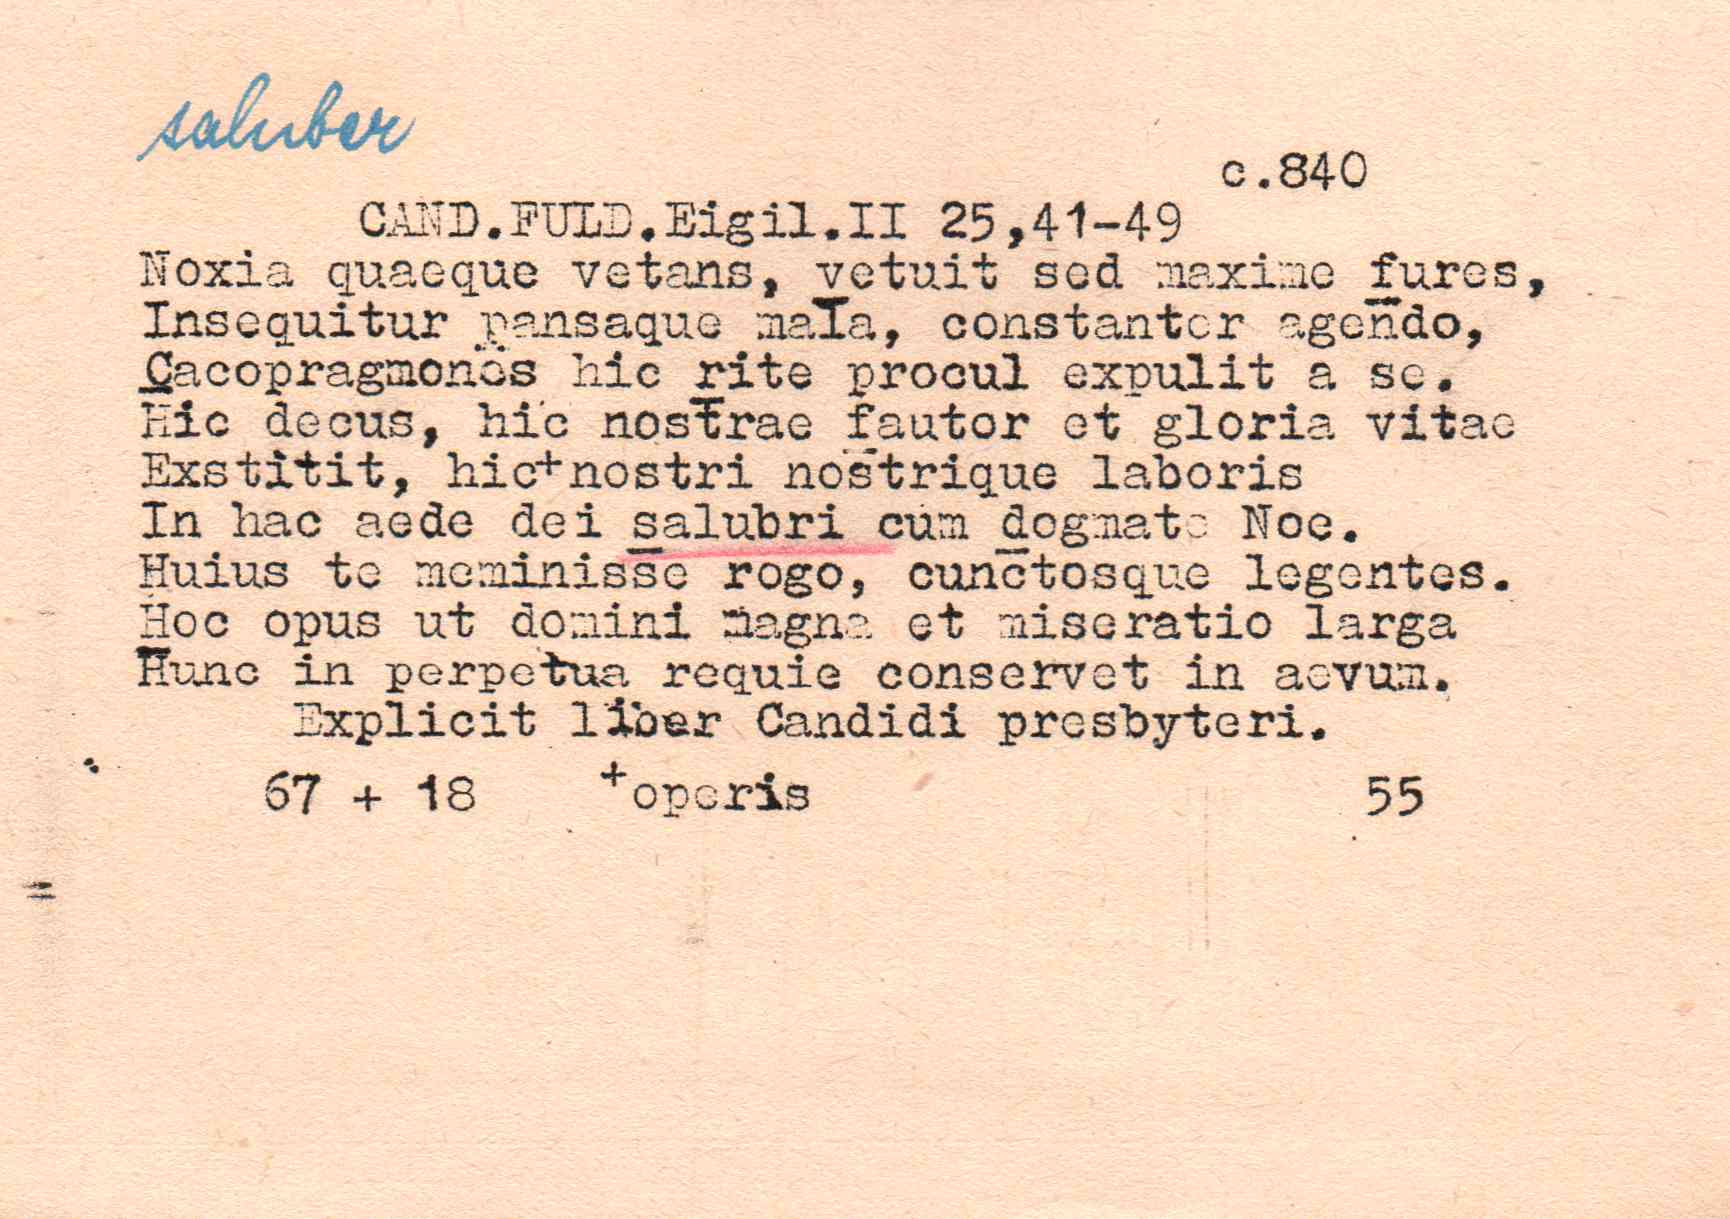 saluber
c.840
CAND.FULD.Eigil.II 25,41-49
Noxia quaeque vetans, vetuit sed maxime fures,
Insequitur pansaque mala, constanter agendo,
Cacopragmonës hic rite procul expulit a se.
Hic decus, hic nostrae fautor et gloria vitae
Exstitit, hic+nostri nostrique laboris
In hac aede dei salubri cum dogmate Noe.
Huius te meminisse rogo, cunctosque legentes.
Hoc opus ut domini magna et miseratio larga
Hunc in perpetua requie conservet in aevum.
Explicit liber Candidi presbyteri.
67 + 18 +operis 55